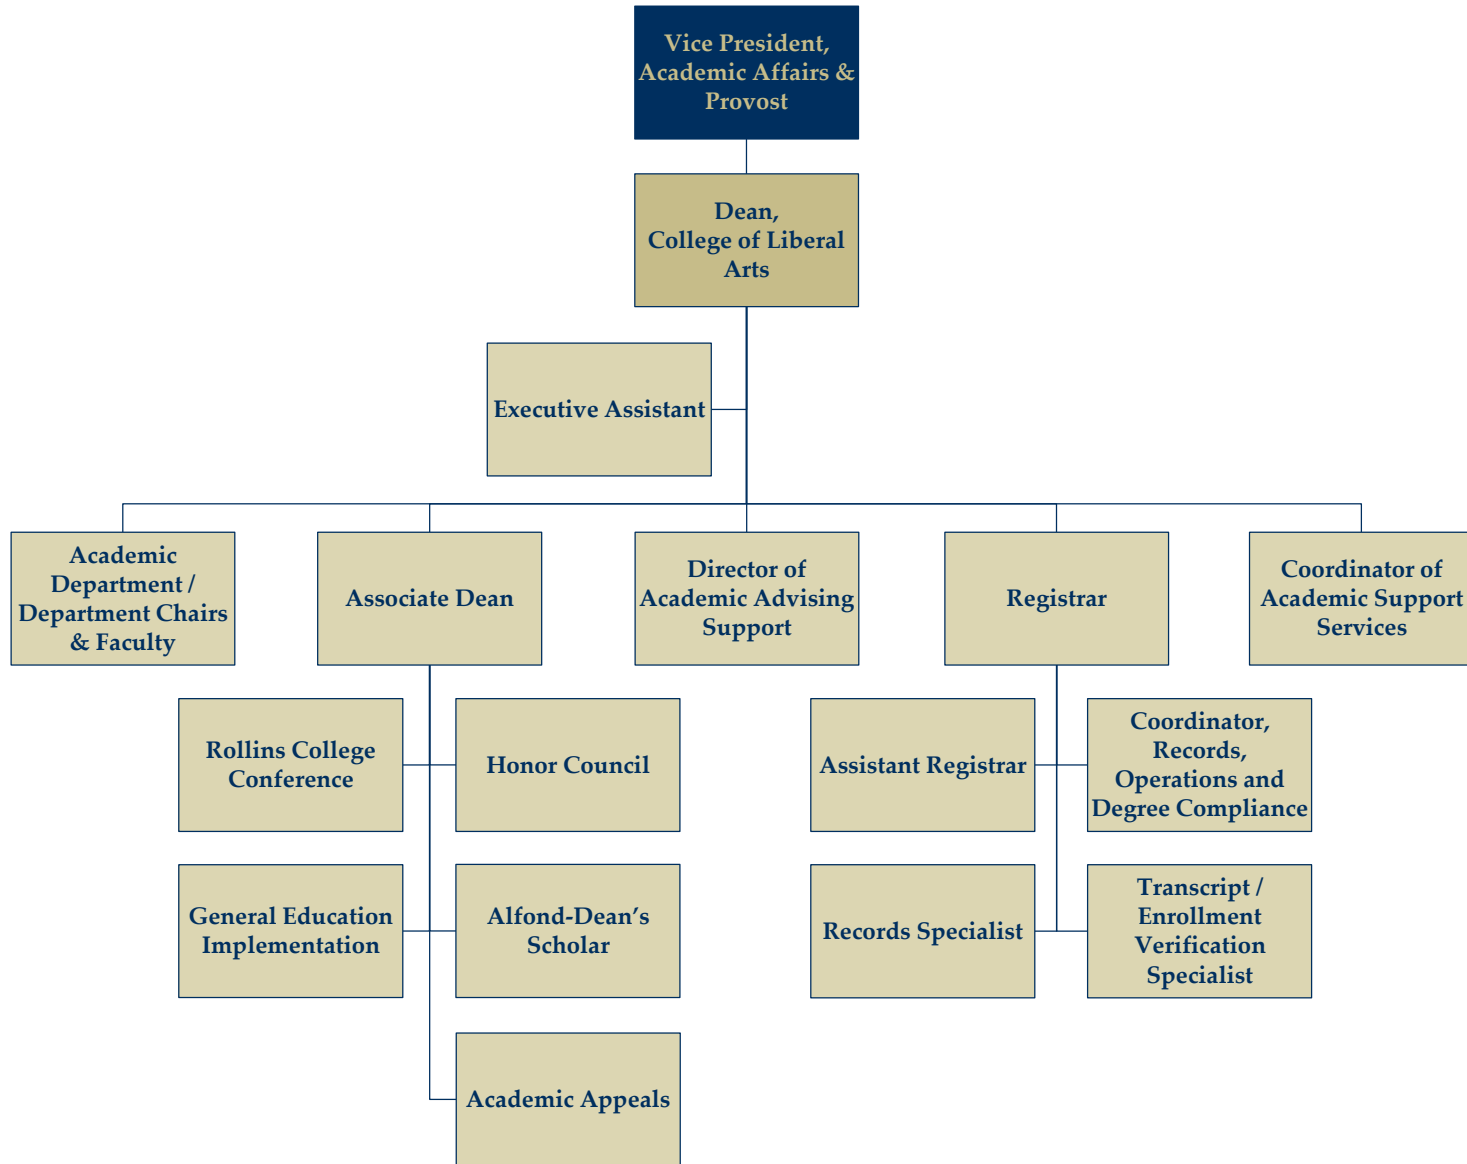 Vice President,
Academic Affairs &
Provost
Dean,
College of Liberal
Arts
Executive Assistant
Academic
Department /
Department Chairs
& Faculty
Associate Dean
Director of
Academic Advising
Support
Registrar
Coordinator of
Academic Support
Services
Rollins College
Conference
Honor Council
Assistant Registrar
Coordinator,
Records,
Operations and
Degree Compliance
General Education
Implementation
Alfond-Dean’s
Scholar
Records Specialist
Transcript /
Enrollment
Verification
Specialist
Academic Appeals